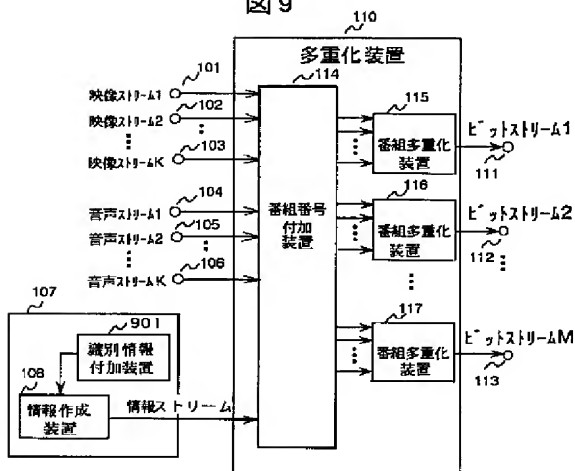 図9
110
多重化装置
101
映像ストリーム1
102
映像ストリーム2
103
映像ストリームK
104
音声ストリーム1
105
音声ストリーム2
106
音声ストリームK
107
901
識別情報
付加装置
108
情報作成
装置
情報ストリーム
114
番組番号
付加
装置
115
番組多重化
装置
ビットストリーム1
111
116
番組多重化
装置
ビットストリーム2
112
117
番組多重化
装置
ビットストリームM
113